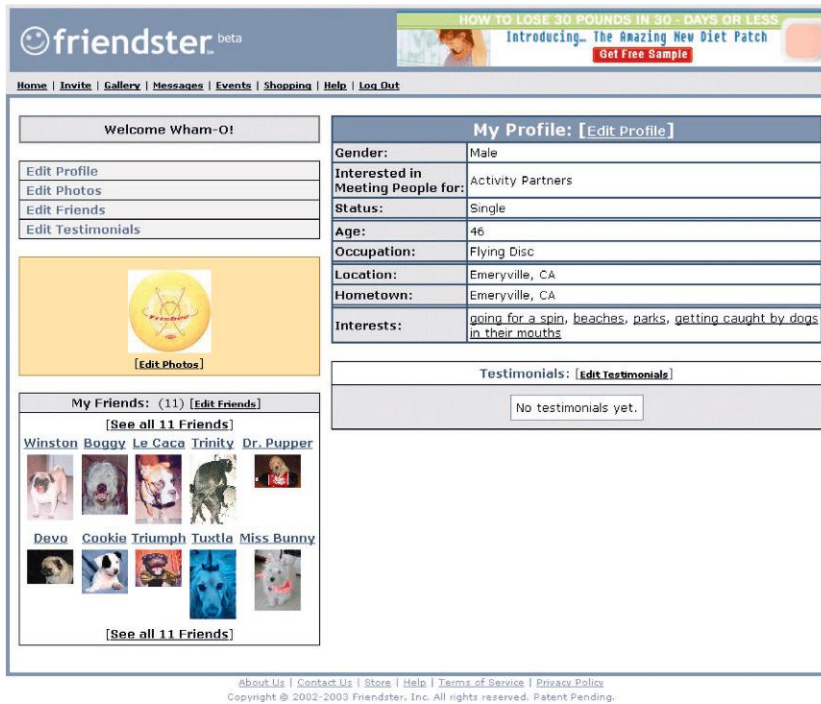 friendster beta
HOW TO LOSE 30 POUNDS IN 30 - DAYS OR LESS
Introducing… The Amazing New Diet Patch
Get Free Sample
Home | Invite | Gallery | Messages | Events | Shopping | Help | Log Out
Welcome Wham-O!
Edit Profile
Edit Photos
Edit Friends
Edit Testimonials
Frisbee
[Edit Photos]
My Friends: (11) [Edit Friends]
[See all 11 Friends]
Winston Boggy Le Caca Trinity Dr. Pupper
Devo Cookie Triumph Tuxtla Miss Bunny
[See all 11 Friends]
My Profile: [Edit Profile]
Gender: Male
Interested in
Meeting People for: Activity Partners
Status: Single
Age: 46
Occupation: Flying Disc
Location: Emeryville, CA
Hometown: Emeryville, CA
Interests: going for a spin, beaches, parks, getting caught by dogs
in their mouths
Testimonials: [Edit Testimonials]
No testimonials yet.
About Us | Contact Us | Store | Help | Terms of Service | Privacy Policy
Copyright © 2002-2003 Friendster, Inc. All rights reserved. Patent Pending.